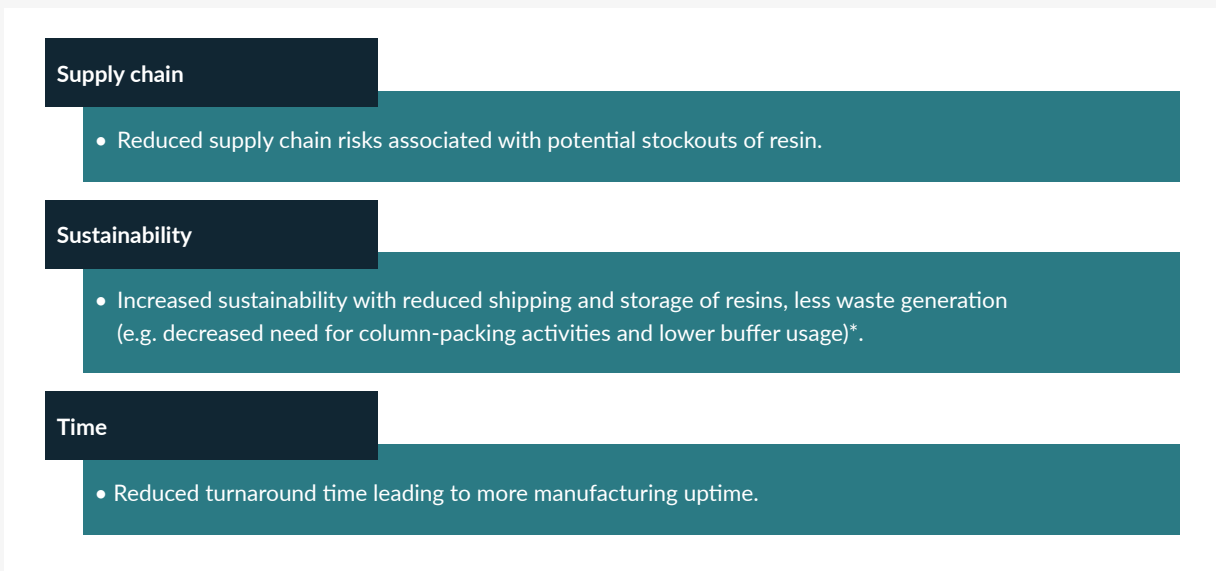 Supply chain
• Reduced supply chain risks associated with potential stockouts of resin.
Sustainability
• Increased sustainability with reduced shipping and storage of resins, less waste generation
(e.g. decreased need for column-packing activities and lower buffer usage)*.
Time
• Reduced turnaround time leading to more manufacturing uptime.